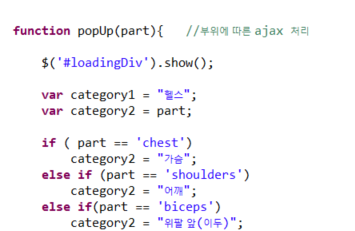 function popUp(part){ //부위에 따른 ajax 처리
$('#loadingDiv').show();
var category1 = "헬스";
var category2 = part;
if ( part == 'chest')
category2 = "가슴";
else if (part == 'shoulders')
category2 = "어깨";
else if(part == 'biceps')
category2 = "위팔 앞(이두)";